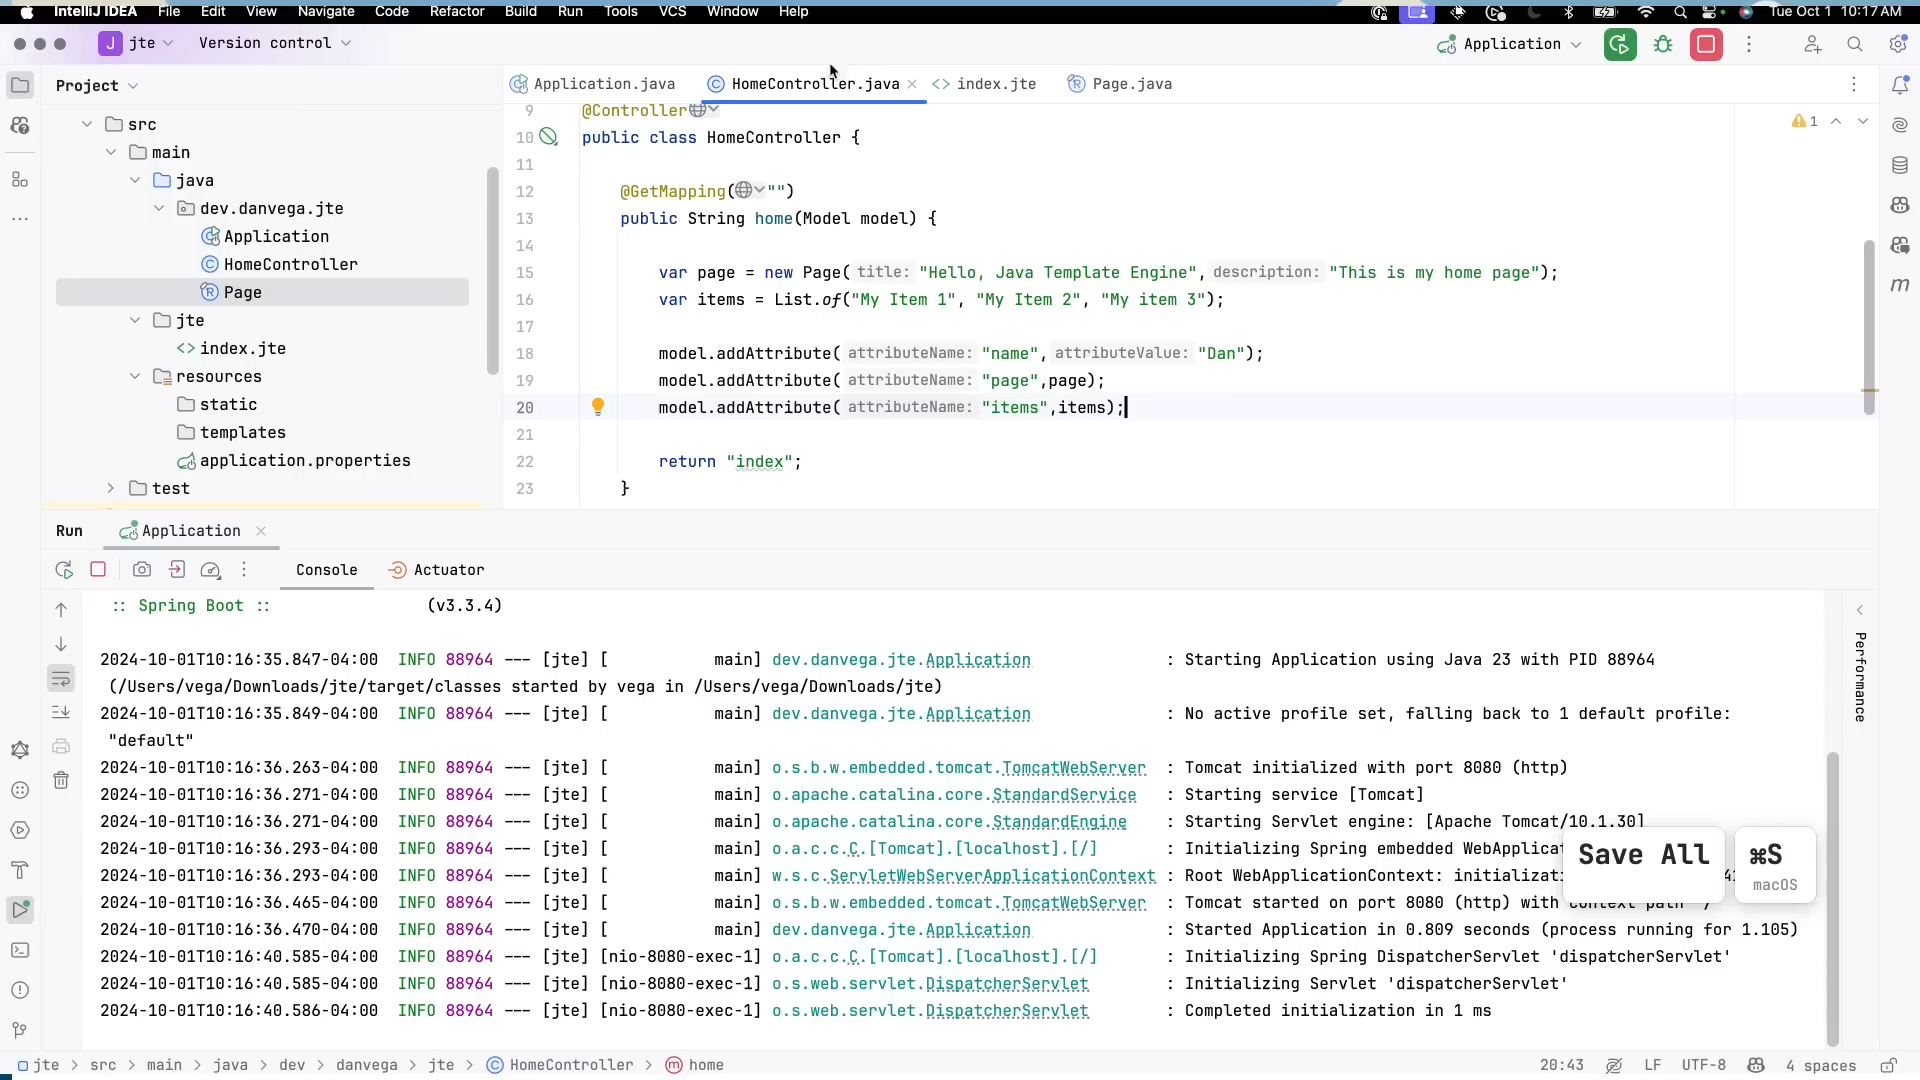 IntelliJ IDEA File Edit View Navigate Code Refactor Build Run Tools VCS Window Help Tue Oct 1 10:17 AM
J jte Version control Application
Project
Application.java HomeController.java index.jte Page.java
src
main
java
dev.danvega.jte
Application
HomeController
Page
jte
index.jte
resources
static
templates
application.properties
test
9 @Controller
10 public class HomeController {
11
12 @GetMapping("")
13 public String home(Model model) {
14
15 var page = new Page( title: "Hello, Java Template Engine", description: "This is my home page");
16 var items = List.of("My Item 1", "My Item 2", "My item 3");
17
18 model.addAttribute( attributeName: "name", attributeValue: "Dan");
19 model.addAttribute( attributeName: "page",page);
20 model.addAttribute( attributeName: "items",items);
21
22 return "index";
23 }
1
m
Run Application
Console Actuator
:: Spring Boot :: (v3.3.4)
2024-10-01T10:16:35.847-04:00 INFO 88964 --- [jte] [ main] dev.danvega.jte.Application : Starting Application using Java 23 with PID 88964
(/Users/vega/Downloads/jte/target/classes started by vega in /Users/vega/Downloads/jte)
2024-10-01T10:16:35.849-04:00 INFO 88964 --- [jte] [ main] dev.danvega.jte.Application : No active profile set, falling back to 1 default profile:
"default"
2024-10-01T10:16:36.263-04:00 INFO 88964 --- [jte] [ main] o.s.b.w.embedded.tomcat.TomcatWebServer : Tomcat initialized with port 8080 (http)
2024-10-01T10:16:36.271-04:00 INFO 88964 --- [jte] [ main] o.apache.catalina.core.StandardService : Starting service [Tomcat]
2024-10-01T10:16:36.271-04:00 INFO 88964 --- [jte] [ main] o.apache.catalina.core.StandardEngine : Starting Servlet engine: [Apache Tomcat/10.1.30]
2024-10-01T10:16:36.293-04:00 INFO 88964 --- [jte] [ main] o.a.c.c.C.[Tomcat].[localhost].[/] : Initializing Spring embedded WebApplicat
2024-10-01T10:16:36.293-04:00 INFO 88964 --- [jte] [ main] w.s.c.ServletWebServerApplicationContext : Root WebApplicationContext: initializati
2024-10-01T10:16:36.465-04:00 INFO 88964 --- [jte] [ main] o.s.b.w.embedded.tomcat.TomcatWebServer : Tomcat started on port 8080 (http) with context path '/'
2024-10-01T10:16:36.470-04:00 INFO 88964 --- [jte] [ main] dev.danvega.jte.Application : Started Application in 0.809 seconds (process running for 1.105)
2024-10-01T10:16:40.585-04:00 INFO 88964 --- [jte] [nio-8080-exec-1] o.a.c.c.C.[Tomcat].[localhost].[/] : Initializing Spring DispatcherServlet 'dispatcherServlet'
2024-10-01T10:16:40.585-04:00 INFO 88964 --- [jte] [nio-8080-exec-1] o.s.web.servlet.DispatcherServlet : Initializing Servlet 'dispatcherServlet'
2024-10-01T10:16:40.586-04:00 INFO 88964 --- [jte] [nio-8080-exec-1] o.s.web.servlet.DispatcherServlet : Completed initialization in 1 ms
Performance
Save All ⌘S
macOS
jte > src > main > java > dev > danvega > jte > HomeController > home 20:43 LF UTF-8 4 spaces